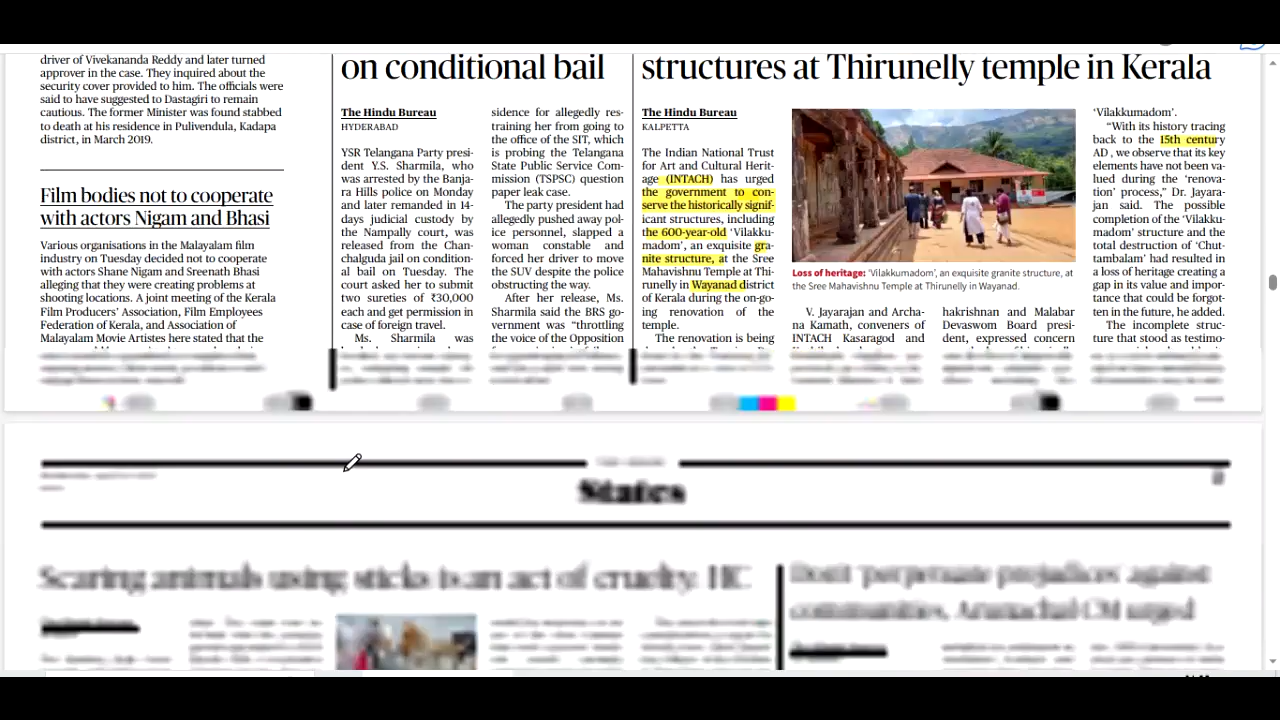 driver of Vivekananda Reddy and later turned
approver in the case. They inquired about the
security cover provided to him. The officials were
said to have suggested to Dastagiri to remain
cautious. The former Minister was found stabbed
to death at his residence in Pulivendula, Kadapa
district, in March 2019.
Film bodies not to cooperate
with actors Nigam and Bhasi
Various organisations in the Malayalam film
industry on Tuesday decided not to cooperate
with actors Shane Nigam and Sreenath Bhasi
alleging that they were creating problems at
shooting locations. A joint meeting of the Kerala
Film Producers' Association, Film Employees
Federation of Kerala, and Association of
Malayalam Movie Artistes here stated that the
on conditional bail
The Hindu Bureau
HYDERABAD
YSR Telangana Party presi-
dent Y.S. Sharmila, who
was arrested by the Banja-
ra Hills police on Monday
and later remanded in 14-
days judicial custody by
the Nampally court, was
released from the Chan-
chalguda jail on condition-
al bail on Tuesday. The
court asked her to submit
two sureties of ₹30,000
each and get permission in
case of foreign travel.
Ms. Sharmila was
sidence for allegedly res-
training her from going to
the office of the SIT, which
is probing the Telangana
State Public Service Com-
mission (TSPSC) question
paper leak case.
The party president had
allegedly pushed away pol-
ice personnel, slapped a
woman constable and
forced her driver to move
the SUV despite the police
obstructing the way.
After her release, Ms.
Sharmila said the BRS go-
vernment was “throttling
the voice of the Opposition
structures at Thirunelly temple in Kerala
The Hindu Bureau
KALPETTA
The Indian National Trust
for Art and Cultural Herit-
age (INTACH) has urged
the government to con-
serve the historically signif-
icant structures, including
the 600-year-old ‘Vilakku-
madom’, an exquisite gra-
nite structure, at the Sree
Mahavishnu Temple at Thi-
runelly in Wayanad district
of Kerala during the on-go-
ing renovation of the
temple.
The renovation is being
Loss of heritage: ‘Vilakkumadom’, an exquisite granite structure, at
the Sree Mahavishnu Temple at Thirunelly in Wayanad.
V. Jayarajan and Archa-
na Kamath, conveners of
INTACH Kasaragod and
hakrishnan and Malabar
Devaswom Board presi-
dent, expressed concern
‘Vilakkumadom’.
“With its history tracing
back to the 15th century
AD , we observe that its key
elements have not been va-
lued during the ‘renova-
tion’ process,” Dr. Jayara-
jan said. The possible
completion of the ‘Vilakku-
madom’ structure and the
total destruction of ‘Chut-
tambalam’ had resulted in
a loss of heritage creating a
gap in its value and impor-
tance that could be forgot-
ten in the future, he added.
The incomplete struc-
ture that stood as testimo-
States
Scaring animals using sticks is an act of cruelty: HC
Don't ‘perpetuate prejudices’ against
communities, Arunachal CM urged